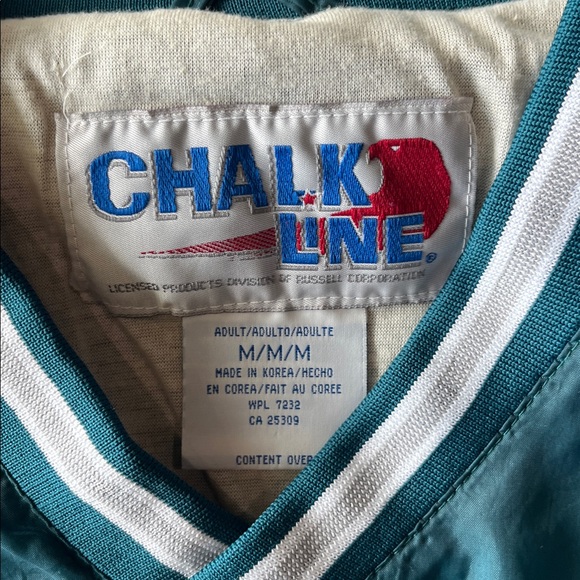 CHALK
LINE®
LICENSED PRODUCTS DIVISION OF RUSSELL CORPORATION
ADULT/ADULTO/ADULTE
M/M/M
MADE IN KOREA/HECHO
EN COREA/FAIT AU COREE
WPL 7232
CA 25309
CONTENT OVER